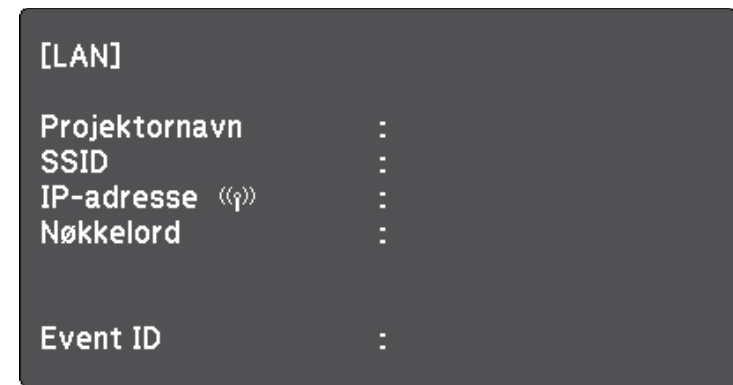 [LAN]
Projektornavn :
SSID :
IP-adresse :
Nøkkelord :
Event ID :